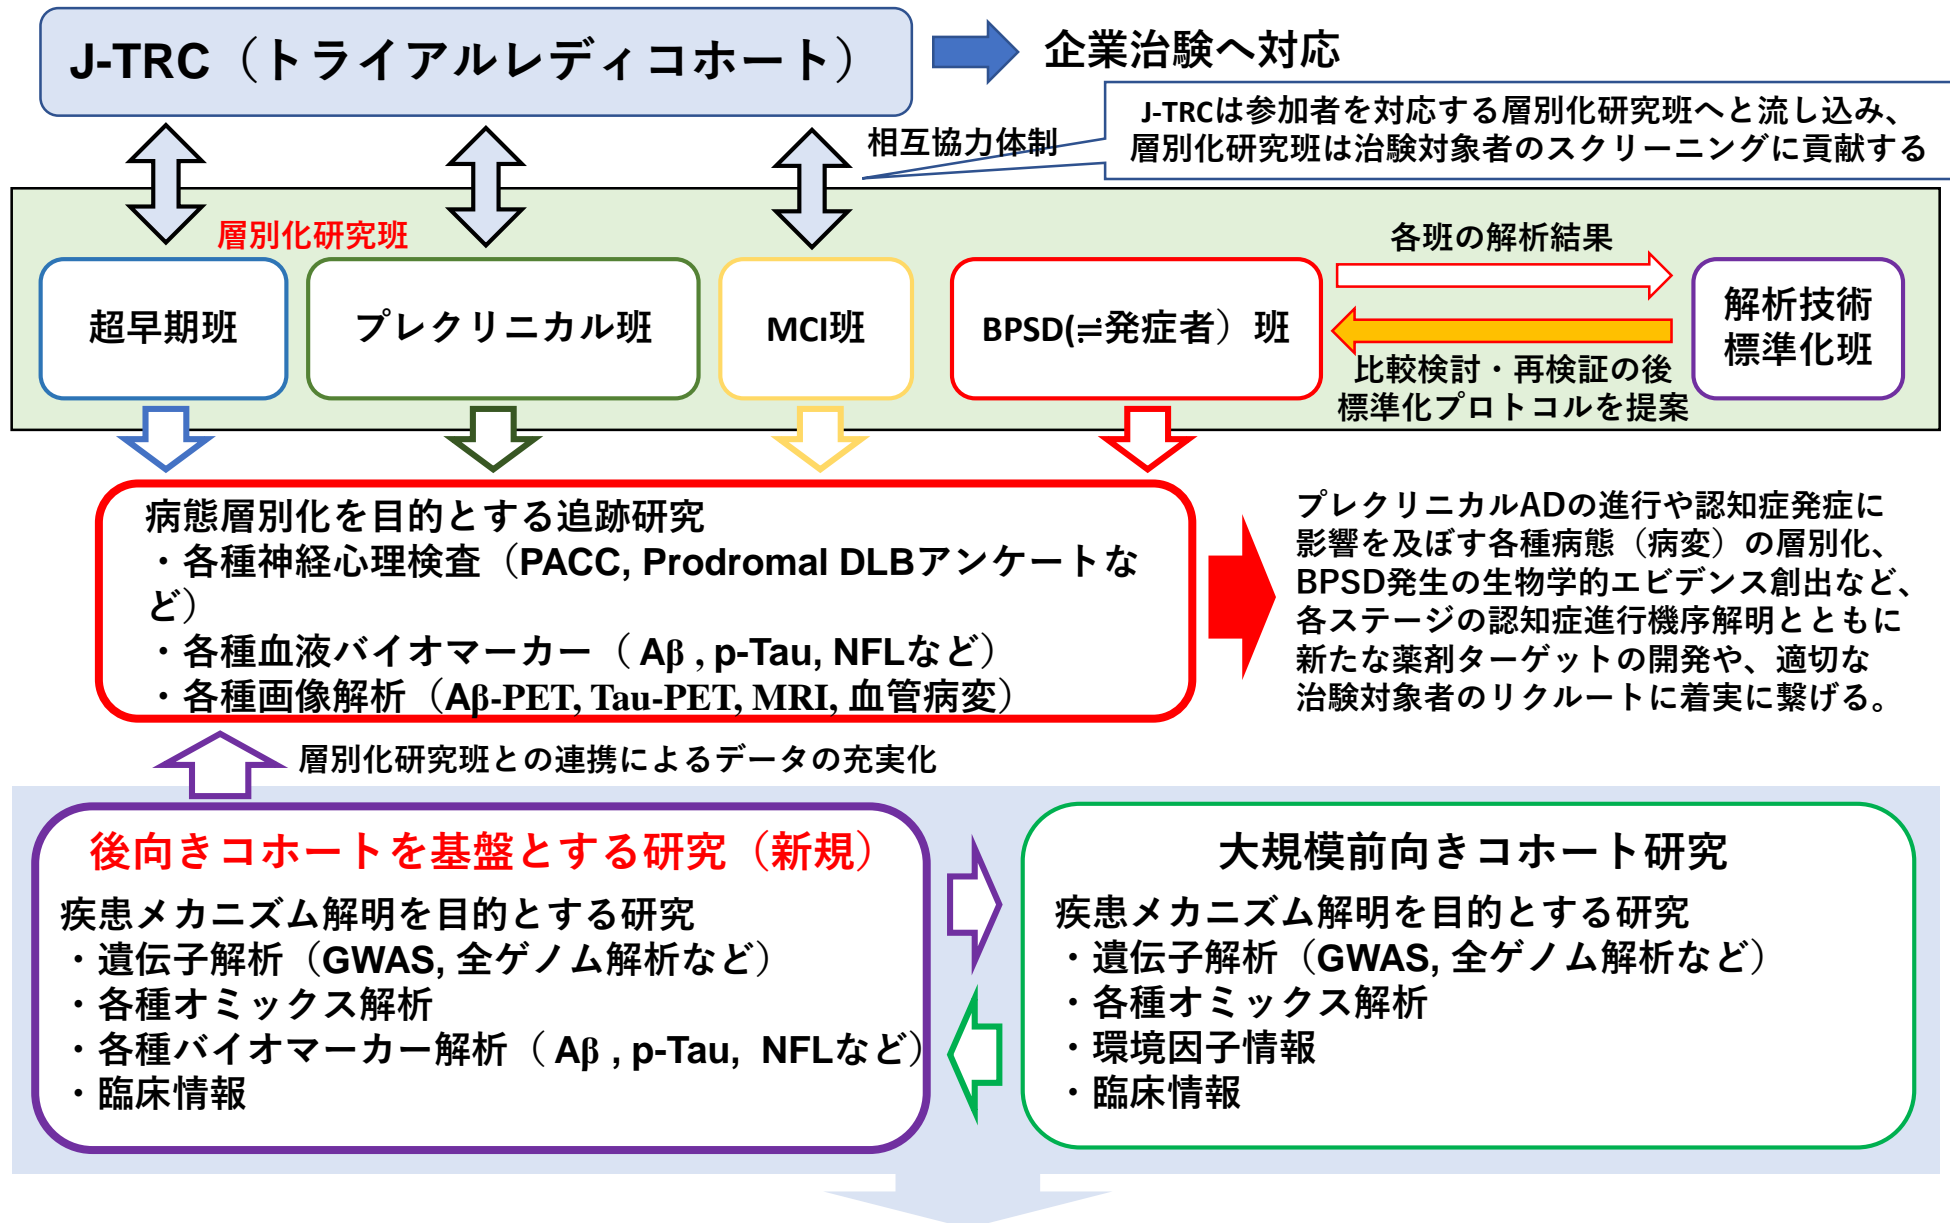 J-TRC（トライアルレディコホート）
企業治験へ対応
J-TRCは参加者を対応する層別化研究班へと流し込み、
層別化研究班は治験対象者のスクリーニングに貢献する
相互協力体制
層別化研究班
超早期班
プレクリニカル班
MCI班
BPSD(≒発症者）班
各班の解析結果
比較検討・再検証の後
標準化プロトコルを提案
解析技術
標準化班
病態層別化を目的とする追跡研究
・各種神経心理検査（PACC, Prodromal DLBアンケートな
ど）
・各種血液バイオマーカー（ Aβ , p-Tau, NFLなど）
・各種画像解析（Aβ-PET, Tau-PET, MRI, 血管病変）
プレクリニカルADの進行や認知症発症に
影響を及ぼす各種病態（病変）の層別化、
BPSD発生の生物学的エビデンス創出など、
各ステージの認知症進行機序解明とともに
新たな薬剤ターゲットの開発や、適切な
治験対象者のリクルートに着実に繋げる。
層別化研究班との連携によるデータの充実化
後向きコホートを基盤とする研究（新規）
疾患メカニズム解明を目的とする研究
・遺伝子解析（GWAS, 全ゲノム解析など）
・各種オミックス解析
・各種バイオマーカー解析（ Aβ , p-Tau, NFLなど）
・臨床情報
大規模前向きコホート研究
疾患メカニズム解明を目的とする研究
・遺伝子解析（GWAS, 全ゲノム解析など）
・各種オミックス解析
・環境因子情報
・臨床情報